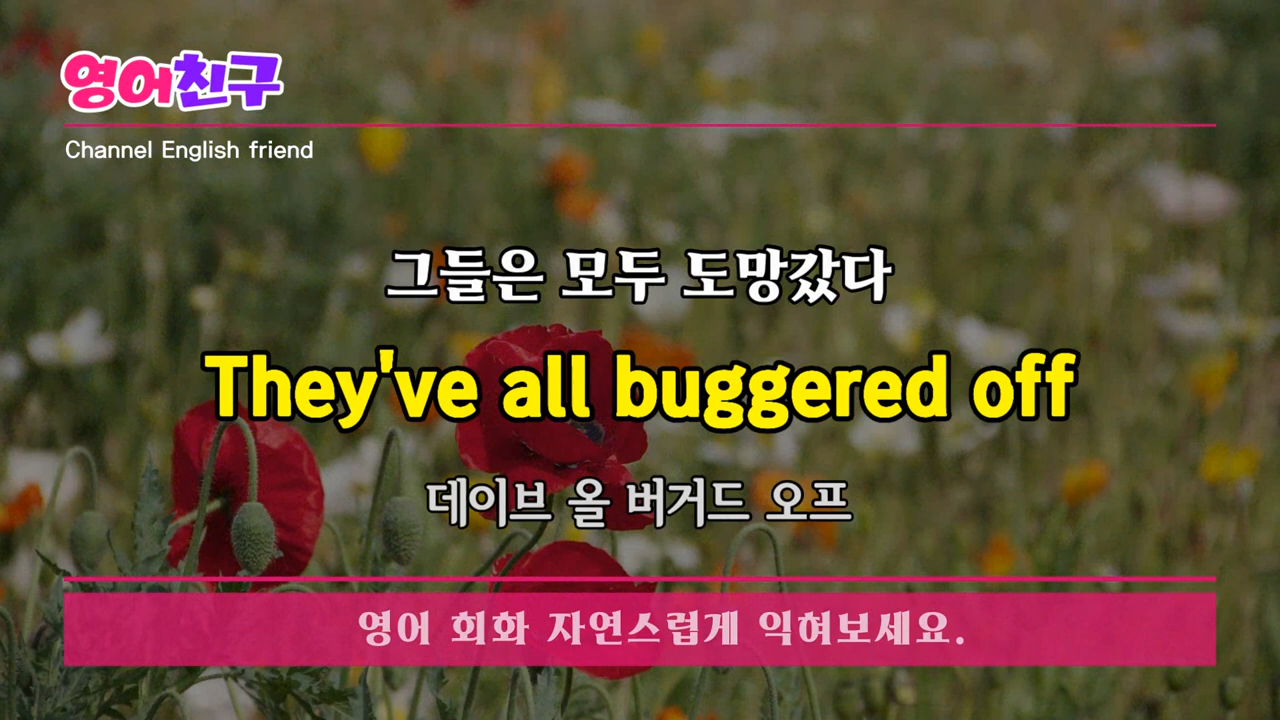 영어친구
Channel English friend
그들은 모두 도망갔다
They've all buggered off
데이브 올 버거드 오프
영어 회화 자연스럽게 익혀보세요.